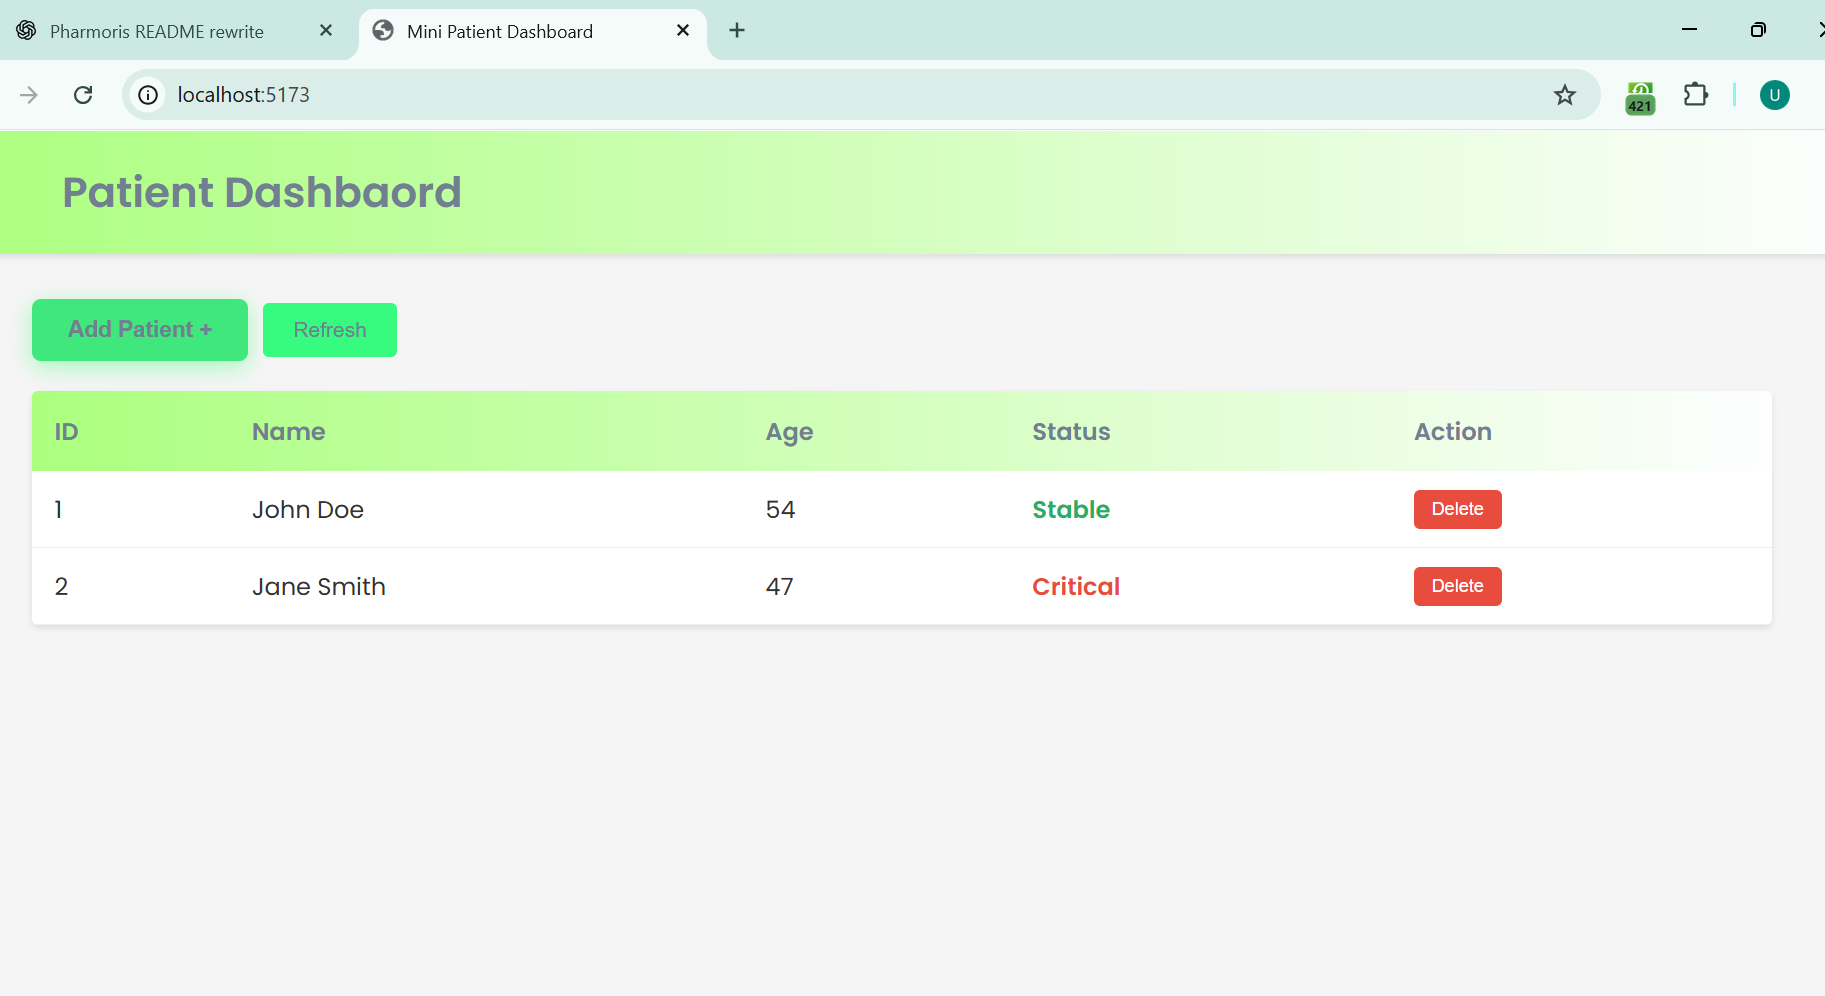 Pharmoris README rewrite
Mini Patient Dashboard
localhost:5173
421
U
Patient Dashbaord
Add Patient +
Refresh
ID Name Age Status Action
1 John Doe 54 Stable Delete
2 Jane Smith 47 Critical Delete